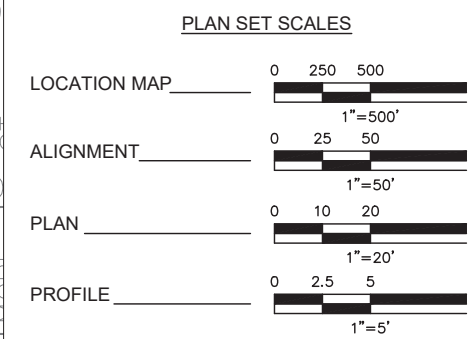 PLAN SET SCALES
0 250 500
LOCATION MAP
1"=500'
0 25 50
ALIGNMENT
1"=50'
0 10 20
PLAN
1"=20'
0 2.5 5
PROFILE
1"=5'